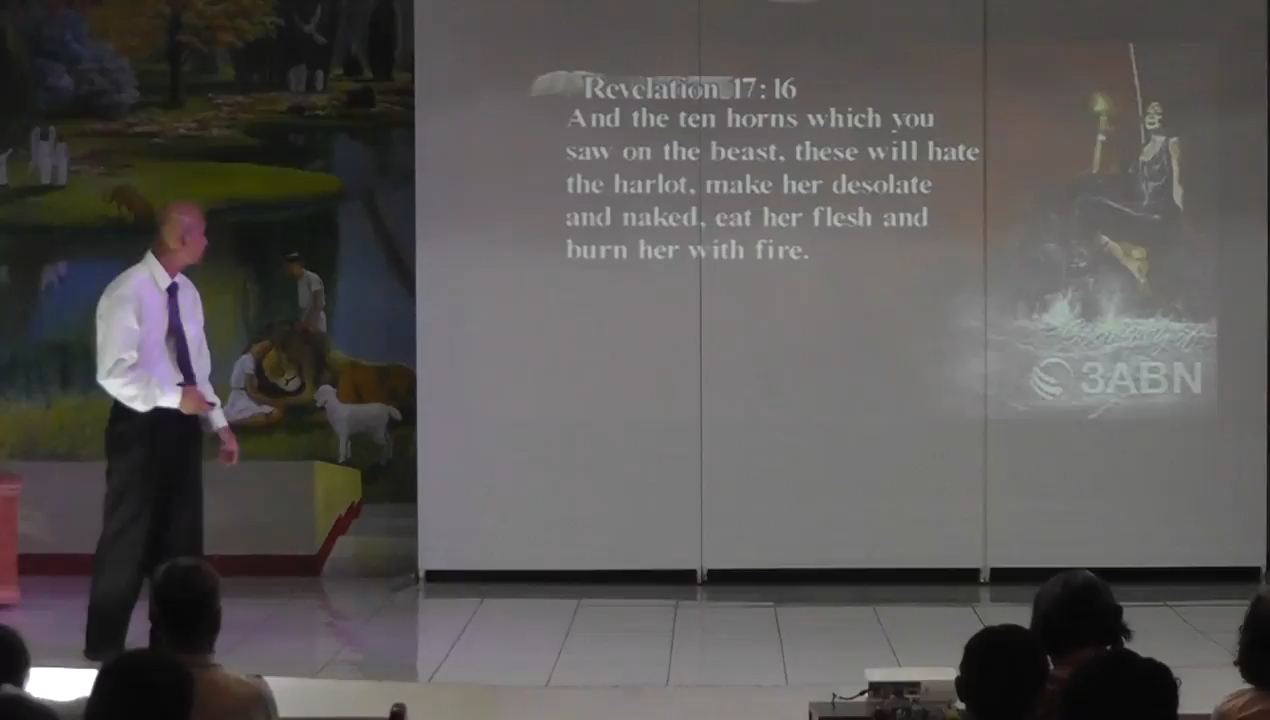 Revelation 17:16
And the ten horns which you
saw on the beast, these will hate
the harlot, make her desolate
and naked, eat her flesh and
burn her with fire.
3ABN